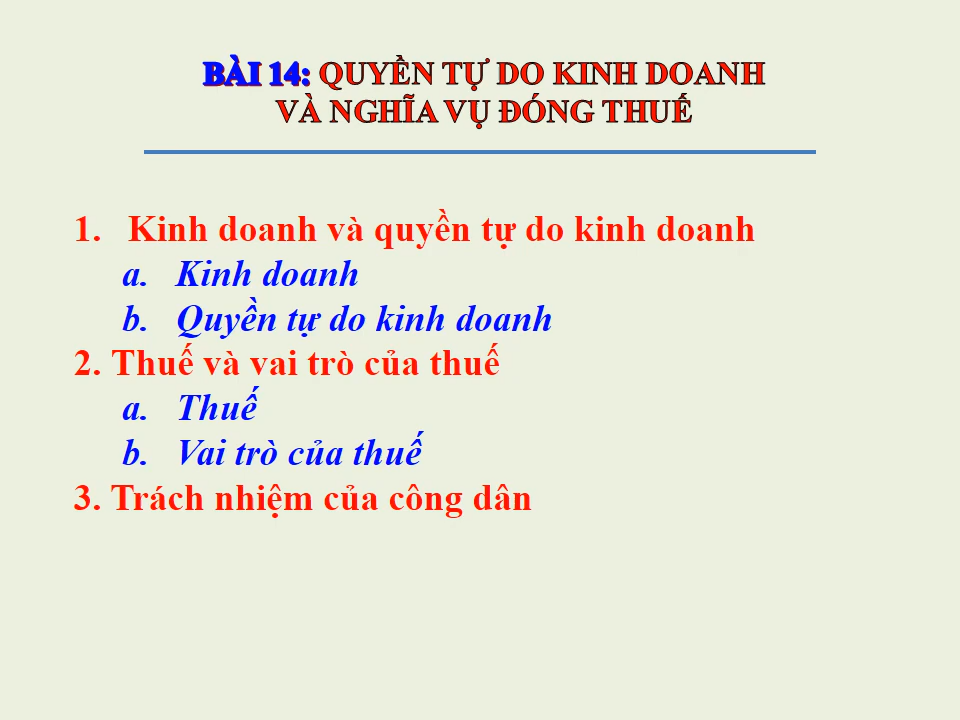 BÀI 14: QUYỀN TỰ DO KINH DOANH
VÀ NGHĨA VỤ ĐÓNG THUẾ
1. Kinh doanh và quyền tự do kinh doanh
a. Kinh doanh
b. Quyền tự do kinh doanh
2. Thuế và vai trò của thuế
a. Thuế
b. Vai trò của thuế
3. Trách nhiệm của công dân